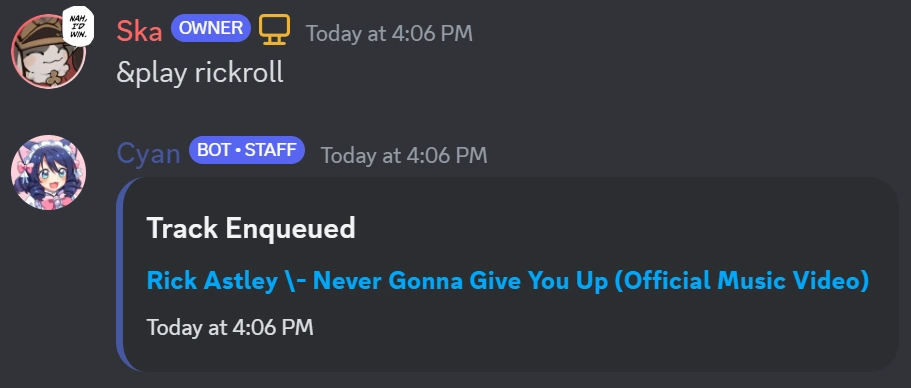 NAH,
I'D
WIN.
Ska OWNER Today at 4:06 PM
&play rickroll
Cyan BOT • STAFF Today at 4:06 PM
Track Enqueued
Rick Astley \- Never Gonna Give You Up (Official Music Video)
Today at 4:06 PM